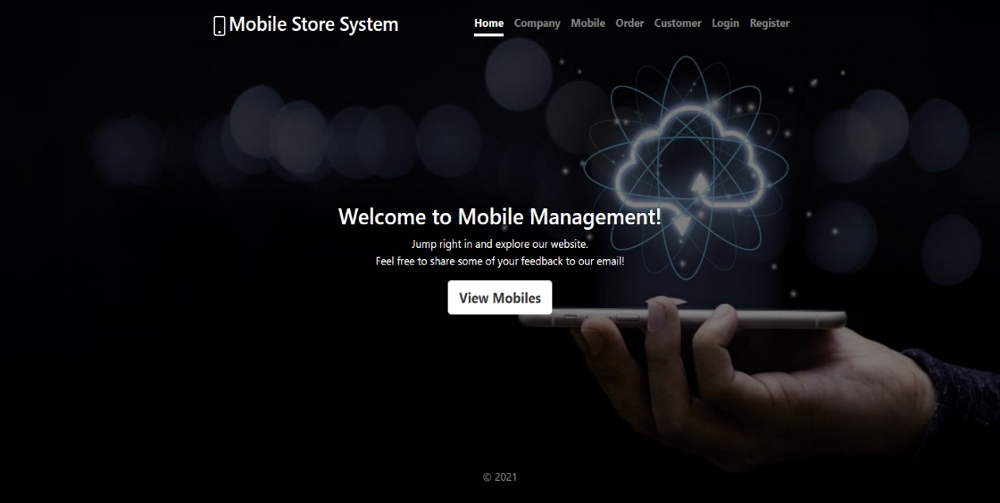 Mobile Store System
Home Company Mobile Order Customer Login Register
Welcome to Mobile Management!
Jump right in and explore our website.
Feel free to share some of your feedback to our email!
View Mobiles
© 2021